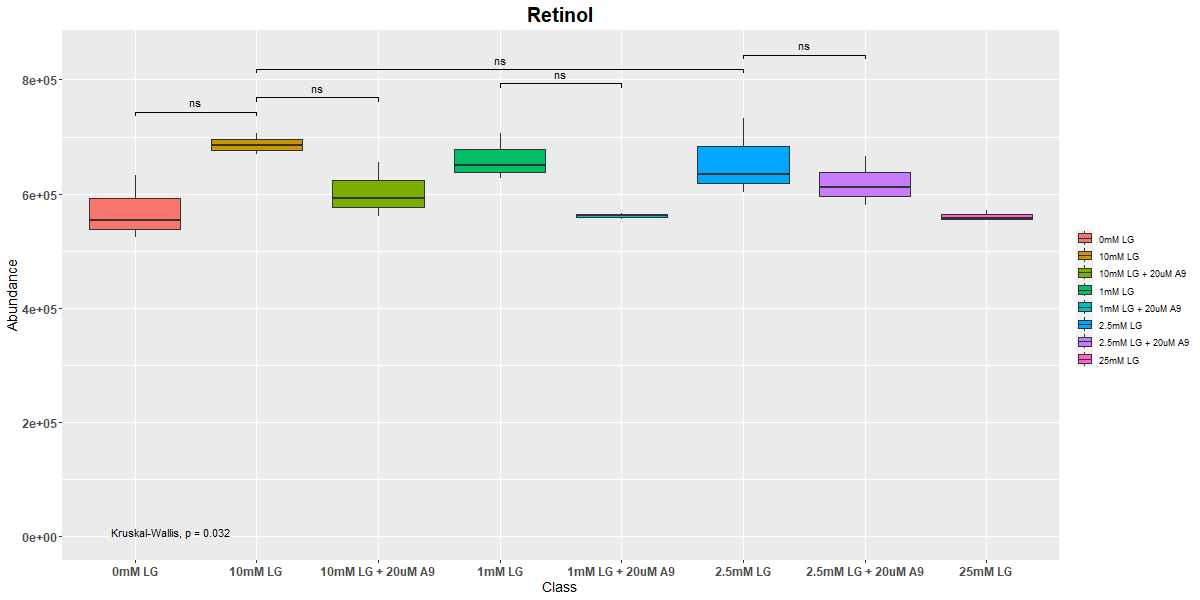 Retinol
ns
ns
ns
ns
ns
8e+05
6e+05
4e+05
2e+05
0e+00
Abundance
Kruskal-Wallis, p = 0.032
0mM LG
10mM LG
10mM LG + 20uM A9
1mM LG
1mM LG + 20uM A9
2.5mM LG
2.5mM LG + 20uM A9
25mM LG
Class
0mM LG
10mM LG
10mM LG + 20uM A9
1mM LG
1mM LG + 20uM A9
2.5mM LG
2.5mM LG + 20uM A9
25mM LG